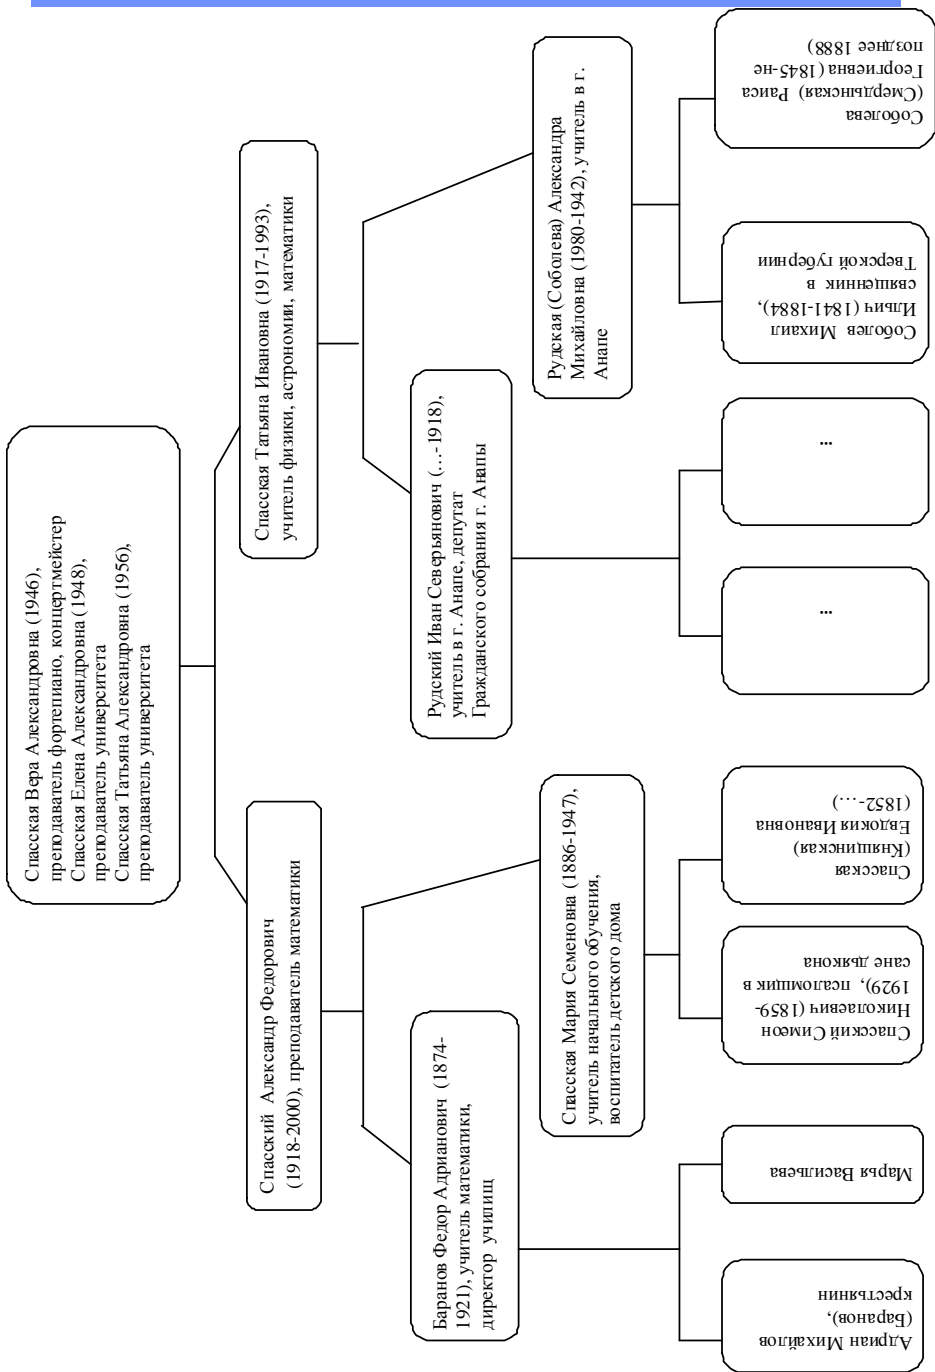 Спасская Вера Александровна (1946),
преподаватель фортепиано, концертмейстер
Спасская Елена Александровна (1948),
преподаватель университета
Спасская Татьяна Александровна (1956),
преподаватель университета
Спасский Александр Федорович
(1918-2000), преподаватель математики
Спасская Татьяна Ивановна (1917-1993),
учитель физики, астрономии, математики
Баранов Федор Адрианович (1874-
1921), учитель математики,
директор училищ
Спасская Мария Семеновна (1886-1947),
учитель начального обучения,
воспитатель детского дома
Рудский Иван Северьянович (…-1918),
учитель в г. Анапе, депутат
Гражданского собрания г. Анапы
Рудская (Соболева) Александра
Михайловна (1980-1942), учитель в г.
Анапе
Адриан Михайлов
(Баранов),
крестьянин
Марья Васильева
Спасский Симеон
Николаевич (1859-
1929), псаломщик в
сане дьякона
Спасская
(Княщинская)
Евдокия Ивановна
(1852-…)
...
...
Соболев Михаил
Ильич (1841-1884),
священник в
Тверской губернии
Соболева
(Смердынская) Раиса
Георгиевна (1845-не
позднее 1888)